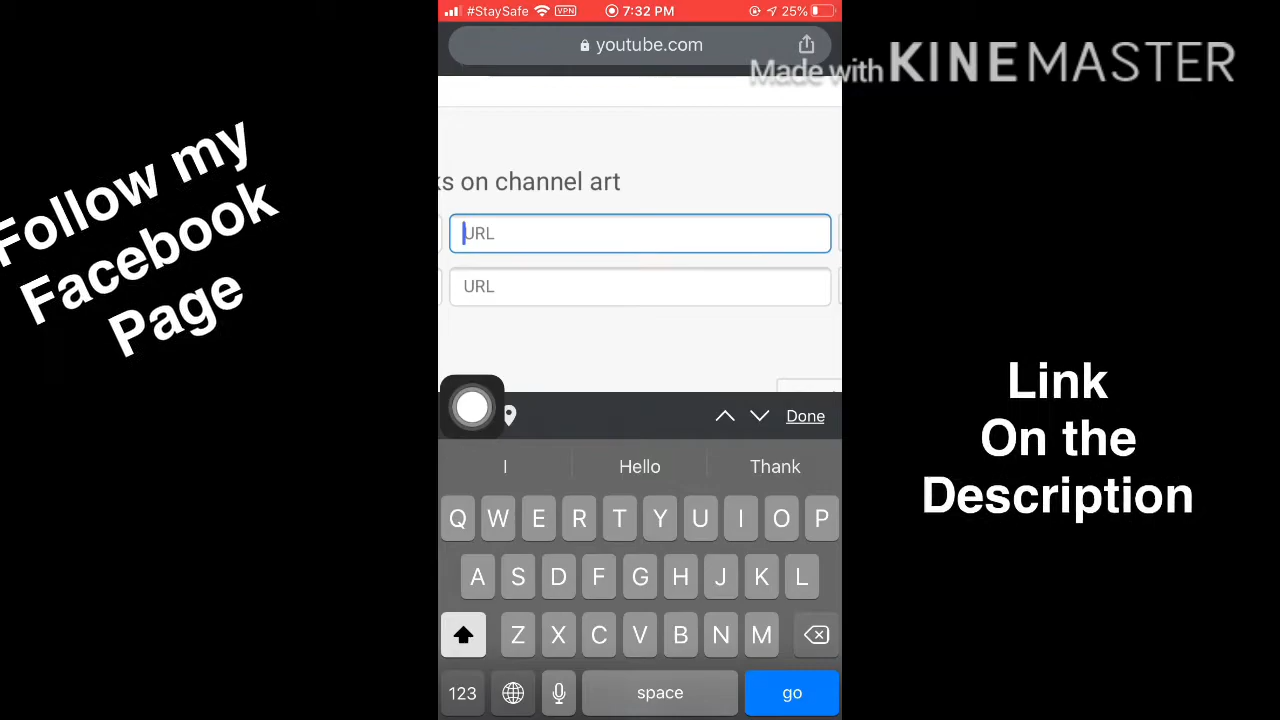 #StaySafe VPN 7:32 PM 25%
youtube.com
Made with KINEMASTER
Follow my
Facebook
Page
ks on channel art
URL
URL
Link
On the
Description
Done
I Hello Thank
Q W E R T Y U I O P
A S D F G H J K L
Z X C V B N M
123 space go